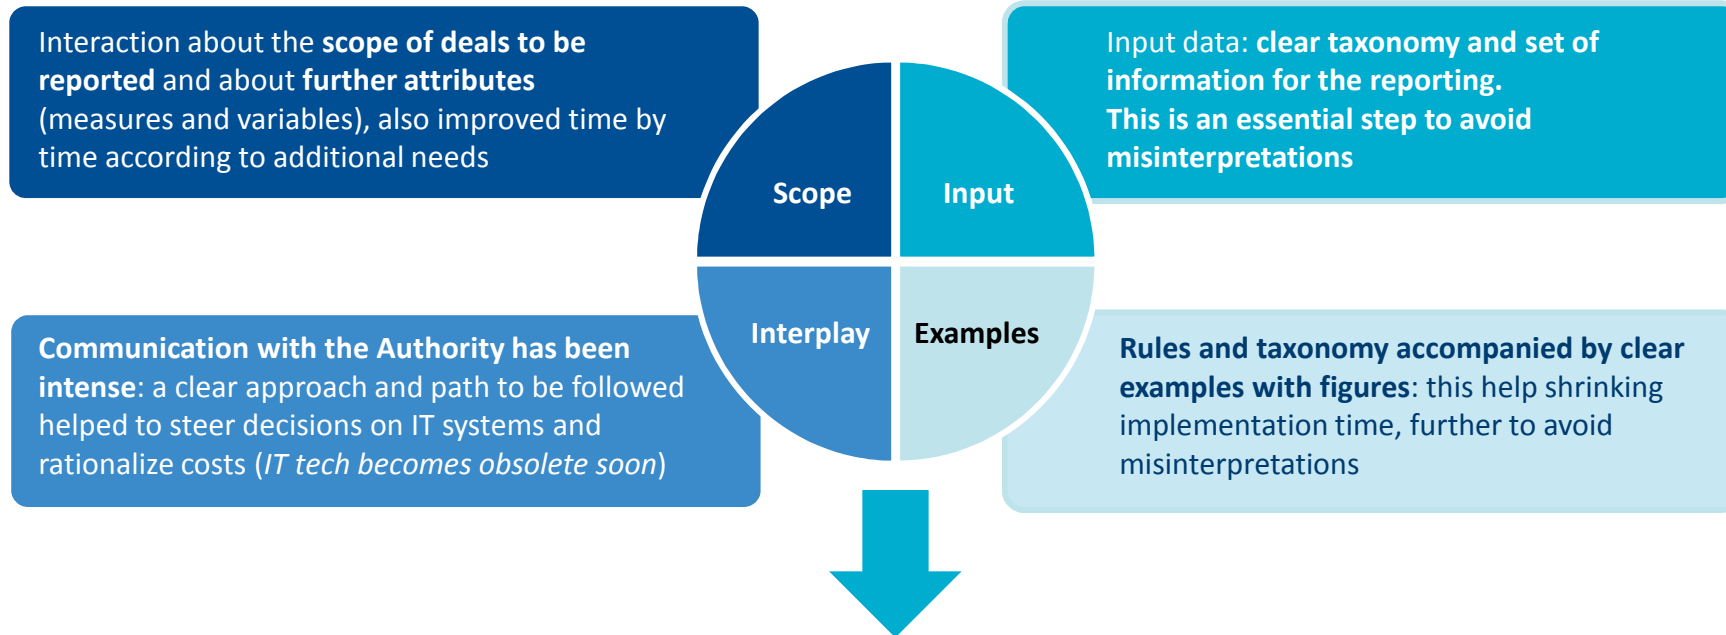 Interaction about the scope of deals to be
reported and about further attributes
(measures and variables), also improved time by
time according to additional needs
Input data: clear taxonomy and set of
information for the reporting.
This is an essential step to avoid
misinterpretations
Scope
Input
Interplay
Examples
Communication with the Authority has been
intense: a clear approach and path to be followed
helped to steer decisions on IT systems and
rationalize costs (IT tech becomes obsolete soon)
Rules and taxonomy accompanied by clear
examples with figures: this help shrinking
implementation time, further to avoid
misinterpretations